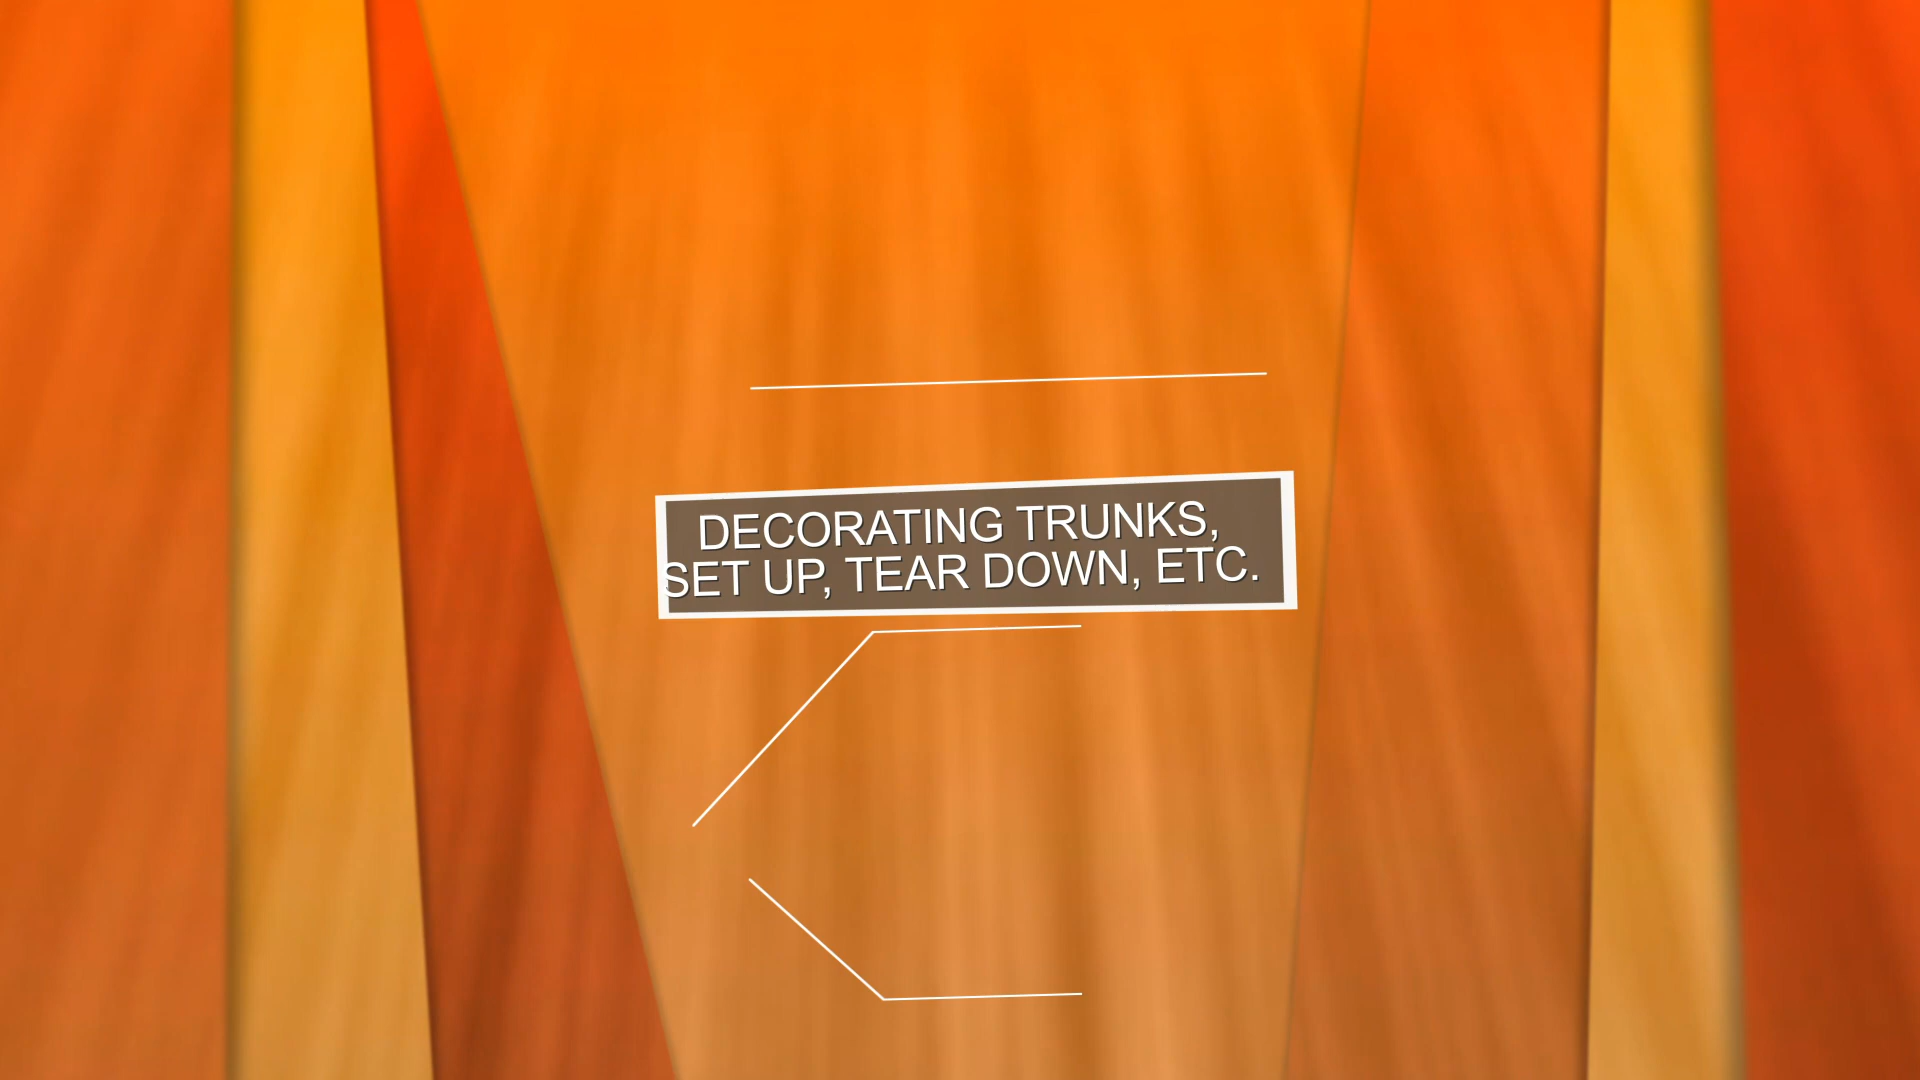 DECORATING TRUNKS,
SET UP, TEAR DOWN, ETC.